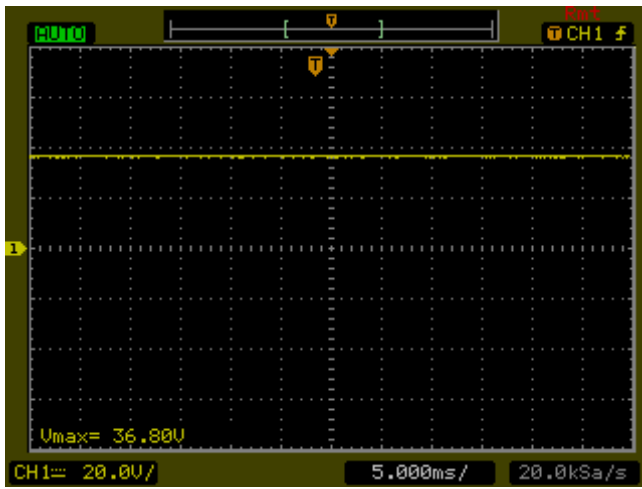 Rmt
AUTO T T CH1
T
1
Vmax= 36.80V
CH1 20.0V/ 5.000ms/ 20.0kSa/s